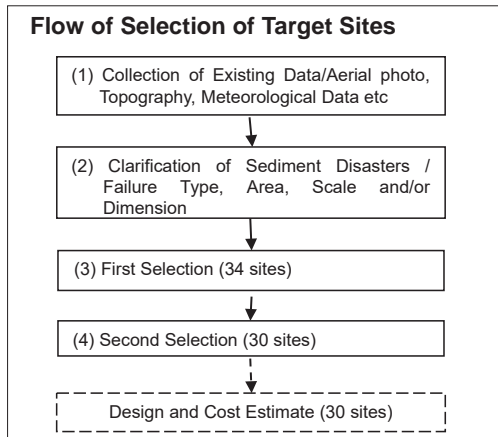 Flow of Selection of Target Sites
(1) Collection of Existing Data/Aerial photo,
Topography, Meteorological Data etc
(2) Clarification of Sediment Disasters /
Failure Type, Area, Scale and/or
Dimension
(3) First Selection (34 sites)
(4) Second Selection (30 sites)
Design and Cost Estimate (30 sites)